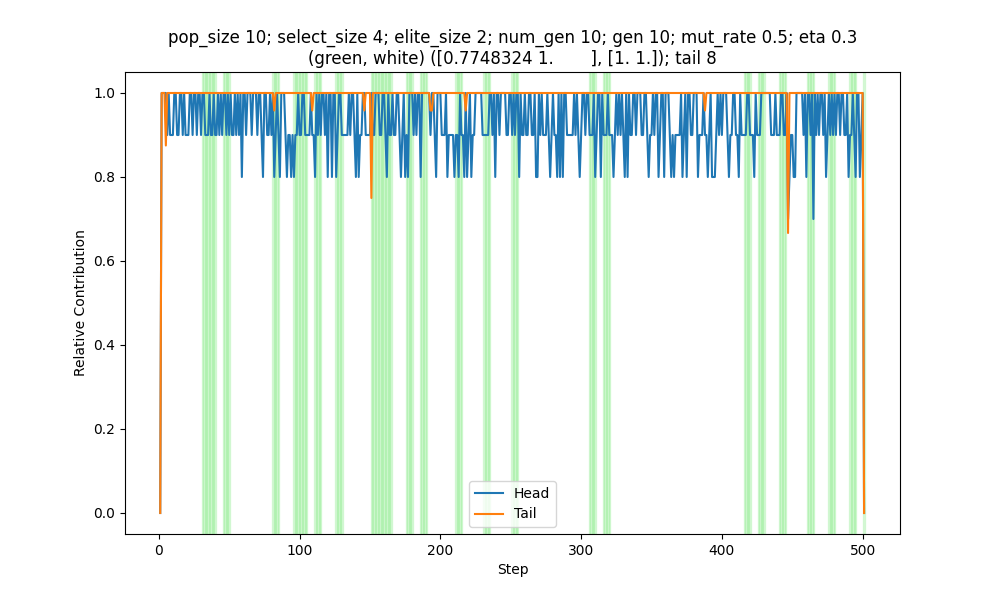 pop_size 10; select_size 4; elite_size 2; num_gen 10; gen 10; mut_rate 0.5; eta 0.3
(green, white) ([0.7748324 1.        ], [1. 1.]); tail 8
Relative Contribution
1.0
0.8
0.6
0.4
0.2
0.0
Head
Tail
0
100
200
300
400
500
Step